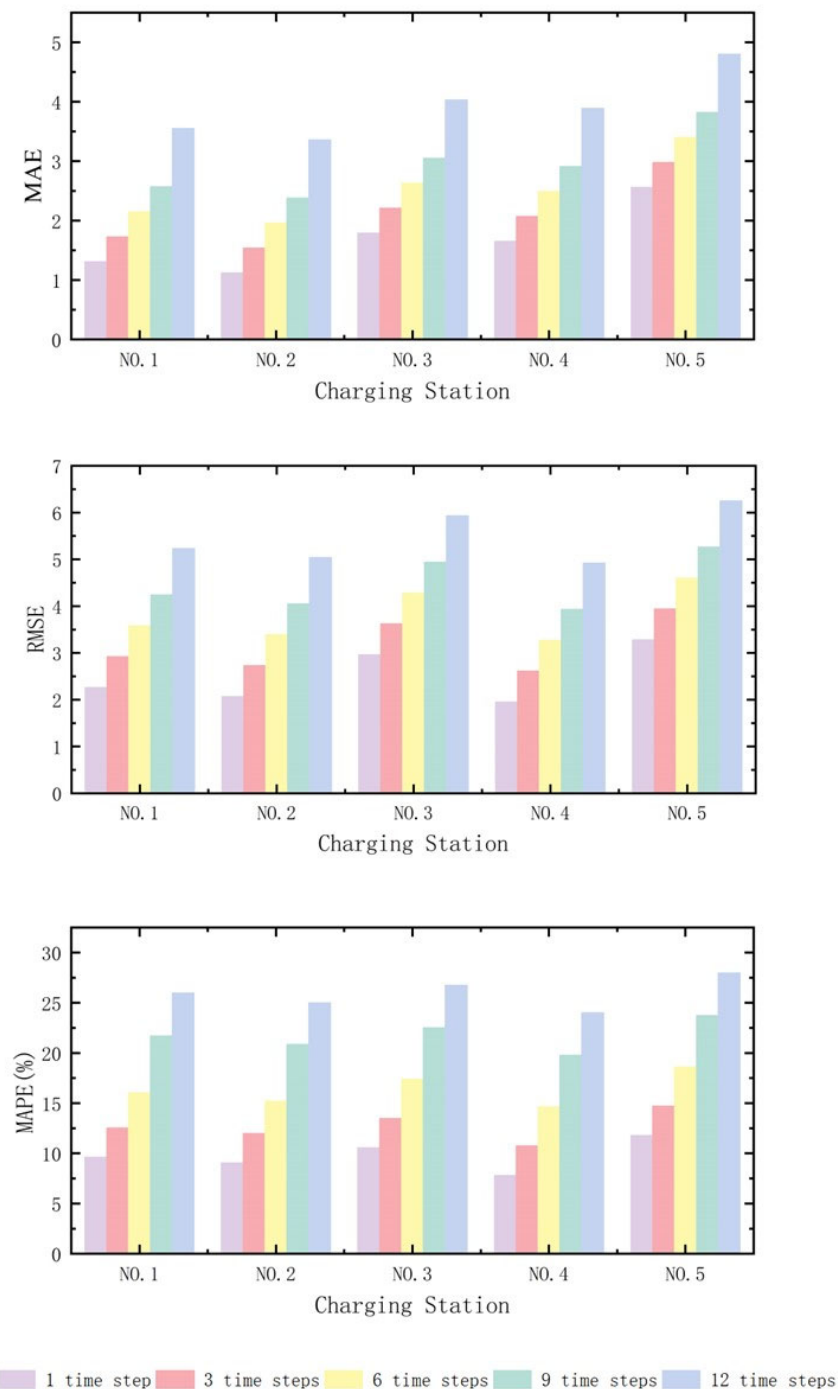 5
4
3
2
1
0
MAE
NO.1 NO.2 NO.3 NO.4 NO.5
Charging Station
7
6
5
4
3
2
1
0
RMSE
NO.1 NO.2 NO.3 NO.4 NO.5
Charging Station
30
25
20
15
10
5
0
MAPE(%)
NO.1 NO.2 NO.3 NO.4 NO.5
Charging Station
1 time step 3 time steps 6 time steps 9 time steps 12 time steps